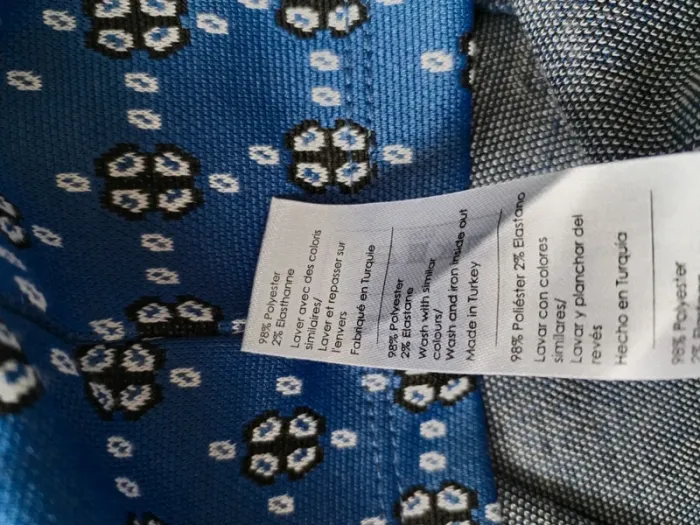 98% Polyester
2% Elasthanne
Laver avec des coloris
similaires/
Laver et repasser sur
l'envers
Fabriqué en Turquie
98% Polyester
2% Elastane
Wash with similar
colours/
Wash and iron inside out
Made in Turkey
98% Poliéster 2% Elastano
Lavar con colores
similares/
Lavar y planchar del
revés
Hecho en Turquía
98% Polyester